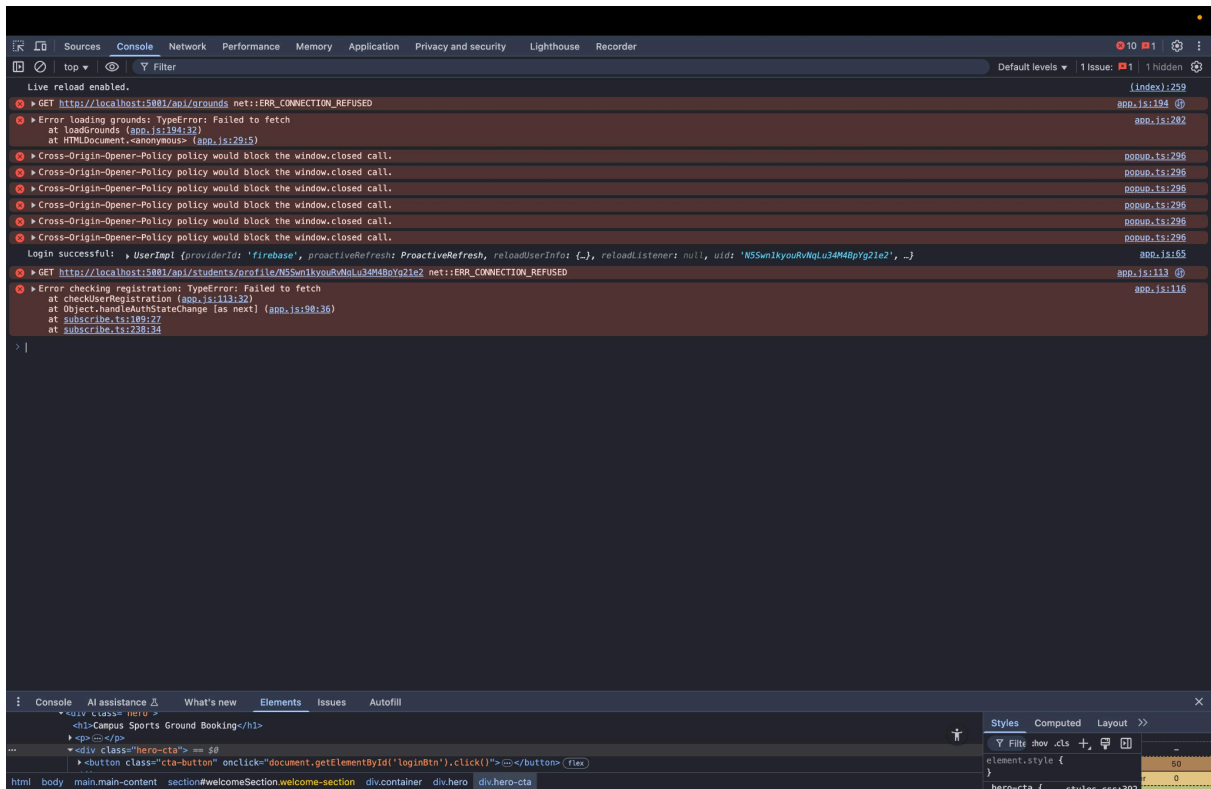 Sources Console Network Performance Memory Application Privacy and security Lighthouse Recorder 10 1
top Filter Default levels 1 Issue: 1 1 hidden
Live reload enabled. (index):259
GET http://localhost:5001/api/grounds net::ERR_CONNECTION_REFUSED app.js:194
Error loading grounds: TypeError: Failed to fetch app.js:202
at loadGrounds (app.js:194:32)
at HTMLDocument.<anonymous> (app.js:29:5)
Cross-Origin-Opener-Policy policy would block the window.closed call. popup.ts:296
Cross-Origin-Opener-Policy policy would block the window.closed call. popup.ts:296
Cross-Origin-Opener-Policy policy would block the window.closed call. popup.ts:296
Cross-Origin-Opener-Policy policy would block the window.closed call. popup.ts:296
Cross-Origin-Opener-Policy policy would block the window.closed call. popup.ts:296
Cross-Origin-Opener-Policy policy would block the window.closed call. popup.ts:296
Login successful: UserImpl {providerId: 'firebase', proactiveRefresh: ProactiveRefresh, reloadUserInfo: {…}, reloadListener: null, uid: 'N5Swn1kyouRvNqLu34M4BpYg21e2', …} app.js:65
GET http://localhost:5001/api/students/profile/N5Swn1kyouRvNqLu34M4BpYg21e2 net::ERR_CONNECTION_REFUSED app.js:113
Error checking registration: TypeError: Failed to fetch app.js:116
at checkUserRegistration (app.js:113:32)
at Object.handleAuthStateChange [as next] (app.js:90:36)
at subscribe.ts:109:27
at subscribe.ts:238:34
>
Console AI assistance What's new Elements Issues Autofill
<div class="hero">
<h1>Campus Sports Ground Booking</h1>
<p>…</p>
… <div class="hero-cta"> == $0
<button class="cta-button" onclick="document.getElementById('loginBtn').click()">…</button> flex
html body main.main-content section#welcomeSection.welcome-section div.container div.hero div.hero-cta
Styles Computed Layout
Filte :hov .cls
element.style {
}
hero-cta { styles.css:392
–
50
0